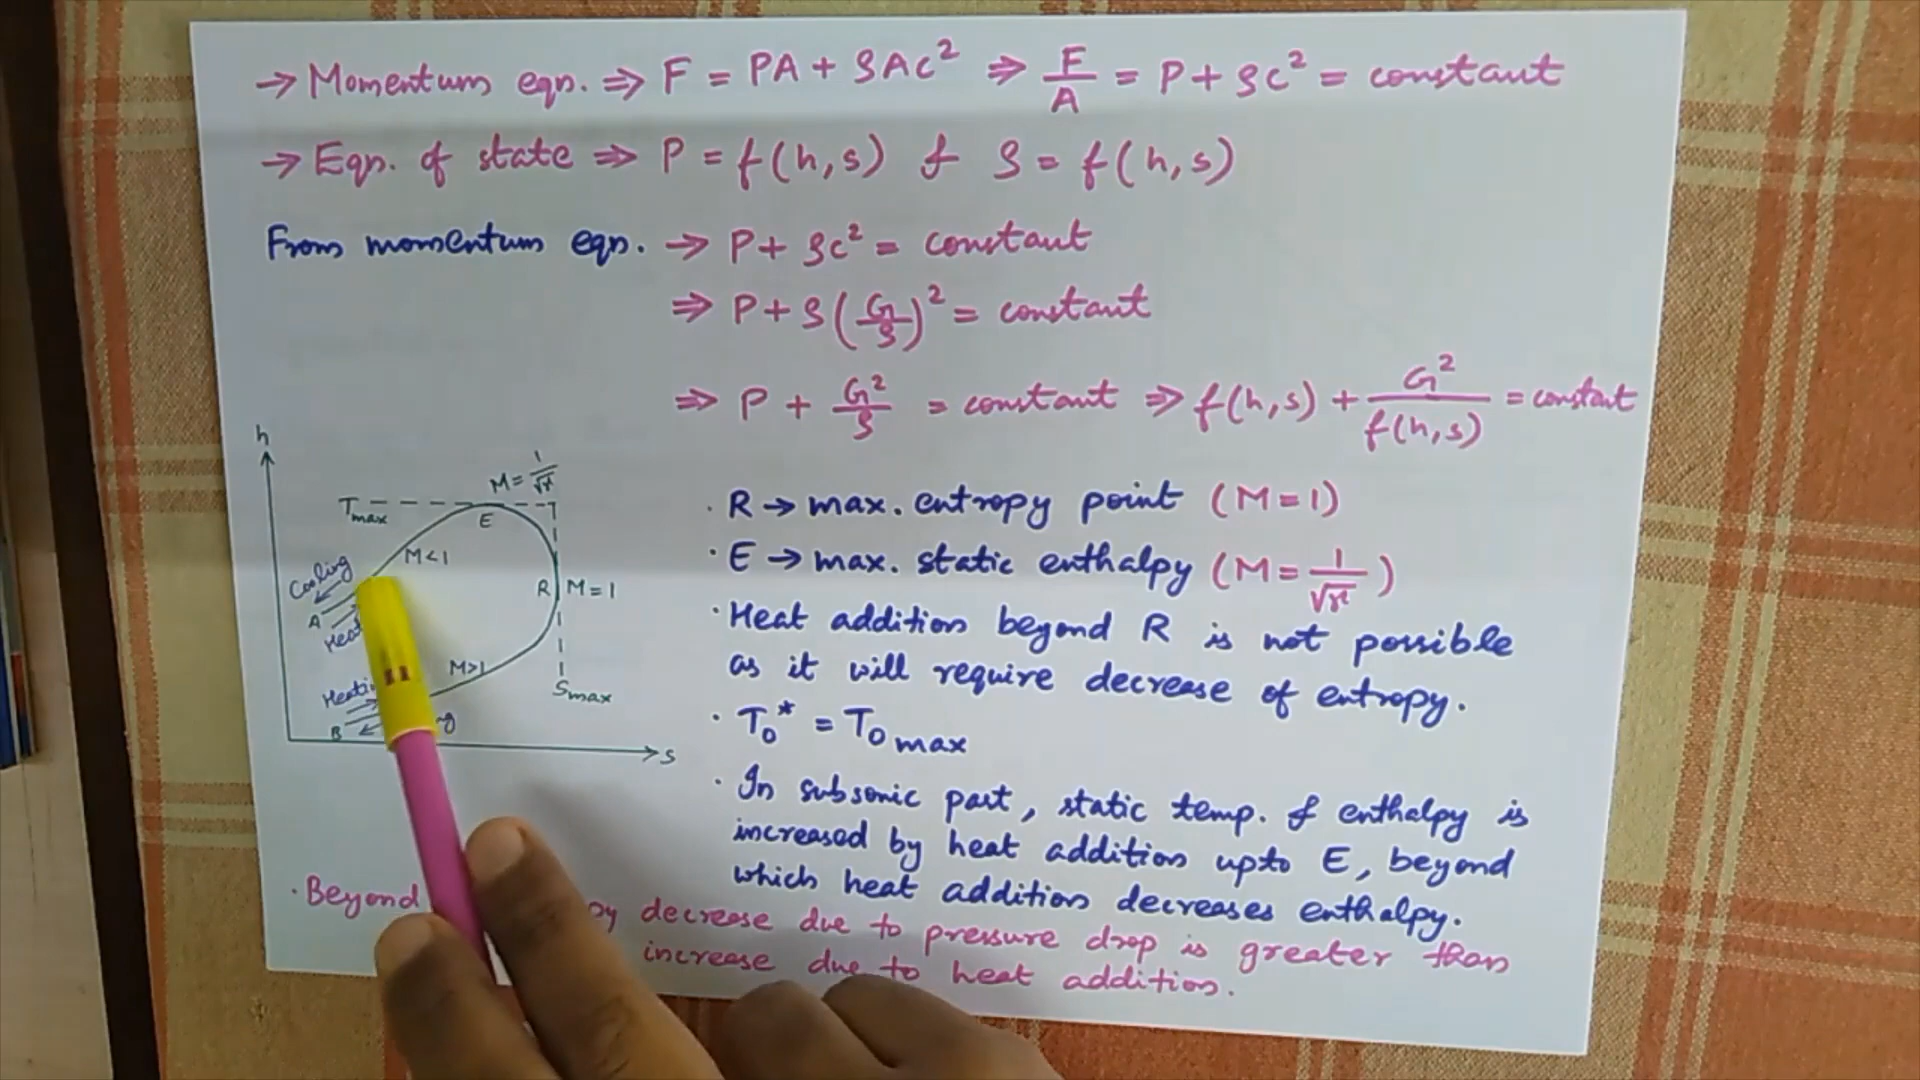 → Momentum eqn. ⇒ F = PA + ρAc² ⇒ F/A = P + ρc² = constant
→ Eqn. of state ⇒ P = f(h,s) & ρ = f(h,s)
From momentum eqn. → P + ρc² = constant
⇒ P + ρ(G/ρ)² = constant
⇒ P + G²/ρ = constant ⇒ f(h,s) + G²/f(h,s) = constant
h
M = 1/√γ
Tmax
E
M<1
Cooling
A
R
M=1
M>1
Smax
B
s
· R → max. entropy point (M=1)
· E → max. static enthalpy (M = 1/√γ)
· Heat addition beyond R is not possible
as it will require decrease of entropy.
· T₀* = T₀ max
· In subsonic part, static temp. & enthalpy is
increased by heat addition upto E, beyond
which heat addition decreases enthalpy.
· Beyond decrease due to pressure drop is greater than
increase due to heat addition.